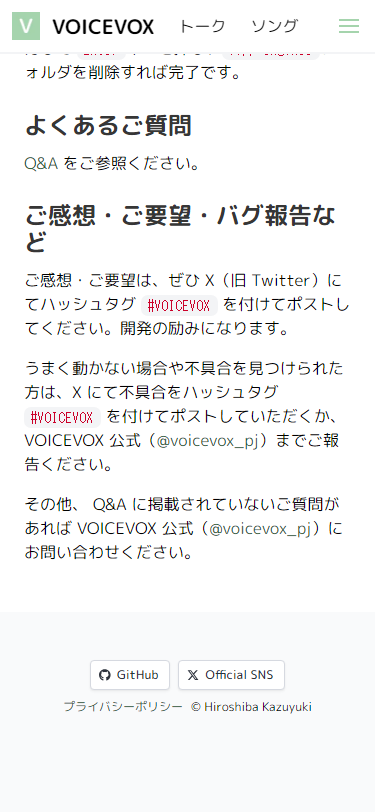 V VOICEVOX トーク ソング
ォルダを削除すれば完了です。
よくあるご質問
Q&A をご参照ください。
ご感想・ご要望・バグ報告な
ど
ご感想・ご要望は、ぜひ X（旧 Twitter）に
てハッシュタグ #VOICEVOX を付けてポストし
てください。開発の励みになります。
うまく動かない場合や不具合を見つけられた
方は、X にて不具合をハッシュタグ
#VOICEVOX を付けてポストしていただくか、
VOICEVOX 公式（@voicevox_pj）までご報
告ください。
その他、 Q&A に掲載されていないご質問が
あれば VOICEVOX 公式（@voicevox_pj）に
お問い合わせください。
GitHub Official SNS
プライバシーポリシー © Hiroshiba Kazuyuki